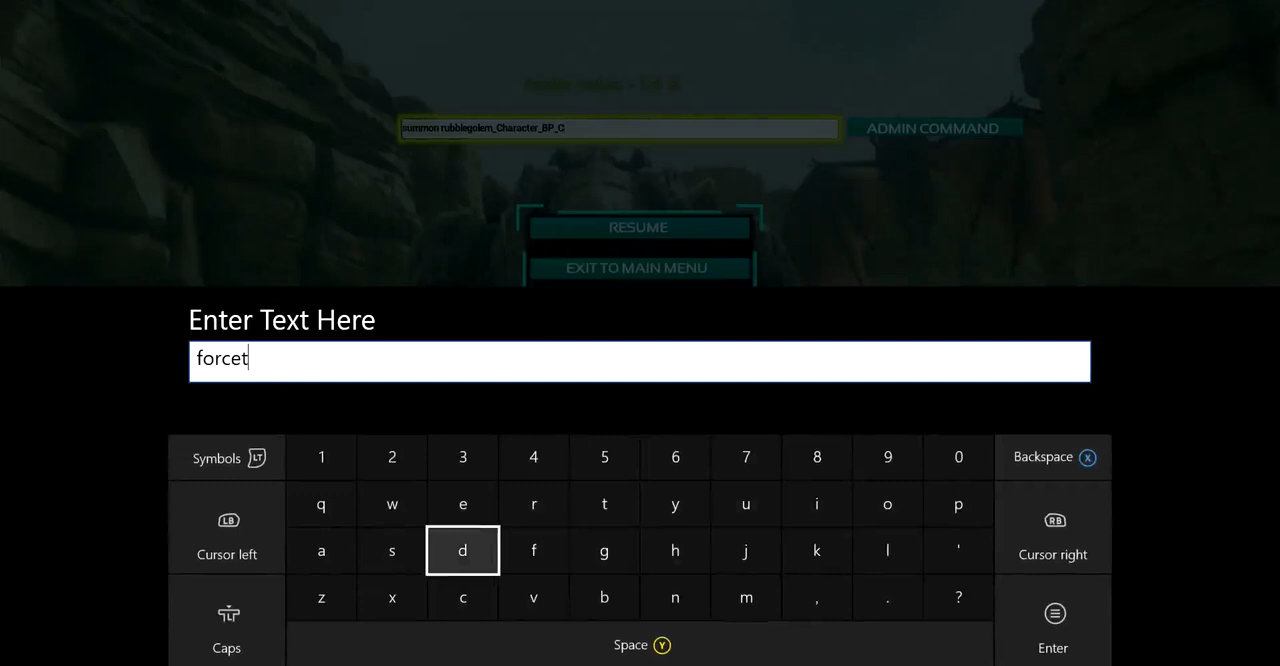 summon rubblegolem_Character_BP_C
ADMIN COMMAND
RESUME
EXIT TO MAIN MENU
Enter Text Here
forcet
Symbols LT 1 2 3 4 5 6 7 8 9 0 Backspace X
q w e r t y u i o p
LB RB
Cursor left a s d f g h j k l ' Cursor right
z x c v b n m , . ?
Caps Space Y Enter